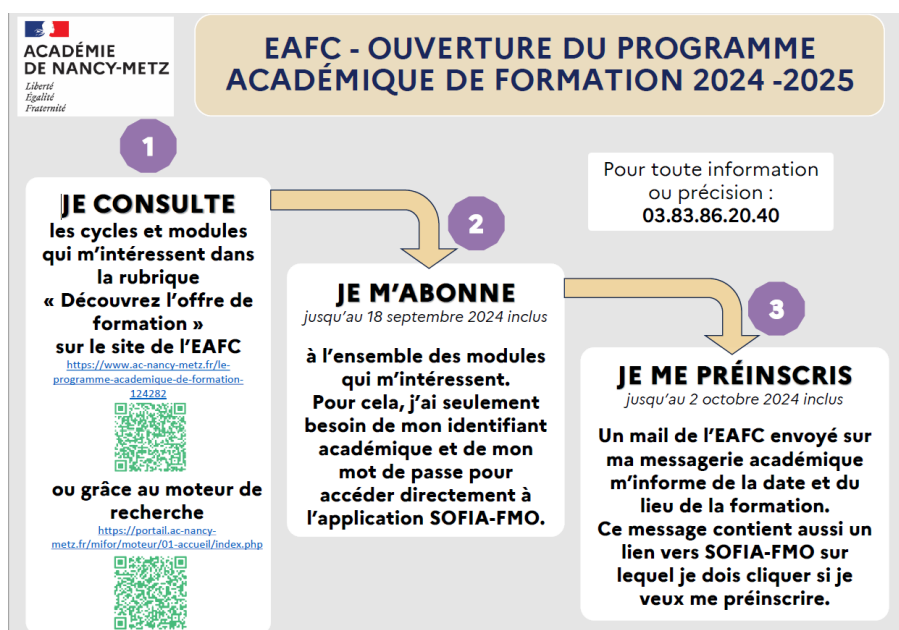 ACADÉMIE
DE NANCY-METZ
Liberté
Égalité
Fraternité
EAFC - OUVERTURE DU PROGRAMME
ACADÉMIQUE DE FORMATION 2024 -2025
1
JE CONSULTE
les cycles et modules
qui m'intéressent dans
la rubrique
« Découvrez l'offre de
formation »
sur le site de l'EAFC
https://www.ac-nancy-metz.fr/le-
programme-academique-de-formation-
124282
ou grâce au moteur de
recherche
https://portail.ac-nancy-
metz.fr/mifor/moteur/01-accueil/index.php
2
JE M'ABONNE
jusqu'au 18 septembre 2024 inclus
à l'ensemble des modules
qui m'intéressent.
Pour cela, j'ai seulement
besoin de mon identifiant
académique et de mon
mot de passe pour
accéder directement à
l'application SOFIA-FMO.
Pour toute information
ou précision :
03.83.86.20.40
3
JE ME PRÉINSCRIS
jusqu'au 2 octobre 2024 inclus
Un mail de l'EAFC envoyé sur
ma messagerie académique
m'informe de la date et du
lieu de la formation.
Ce message contient aussi un
lien vers SOFIA-FMO sur
lequel je dois cliquer si je
veux me préinscrire.